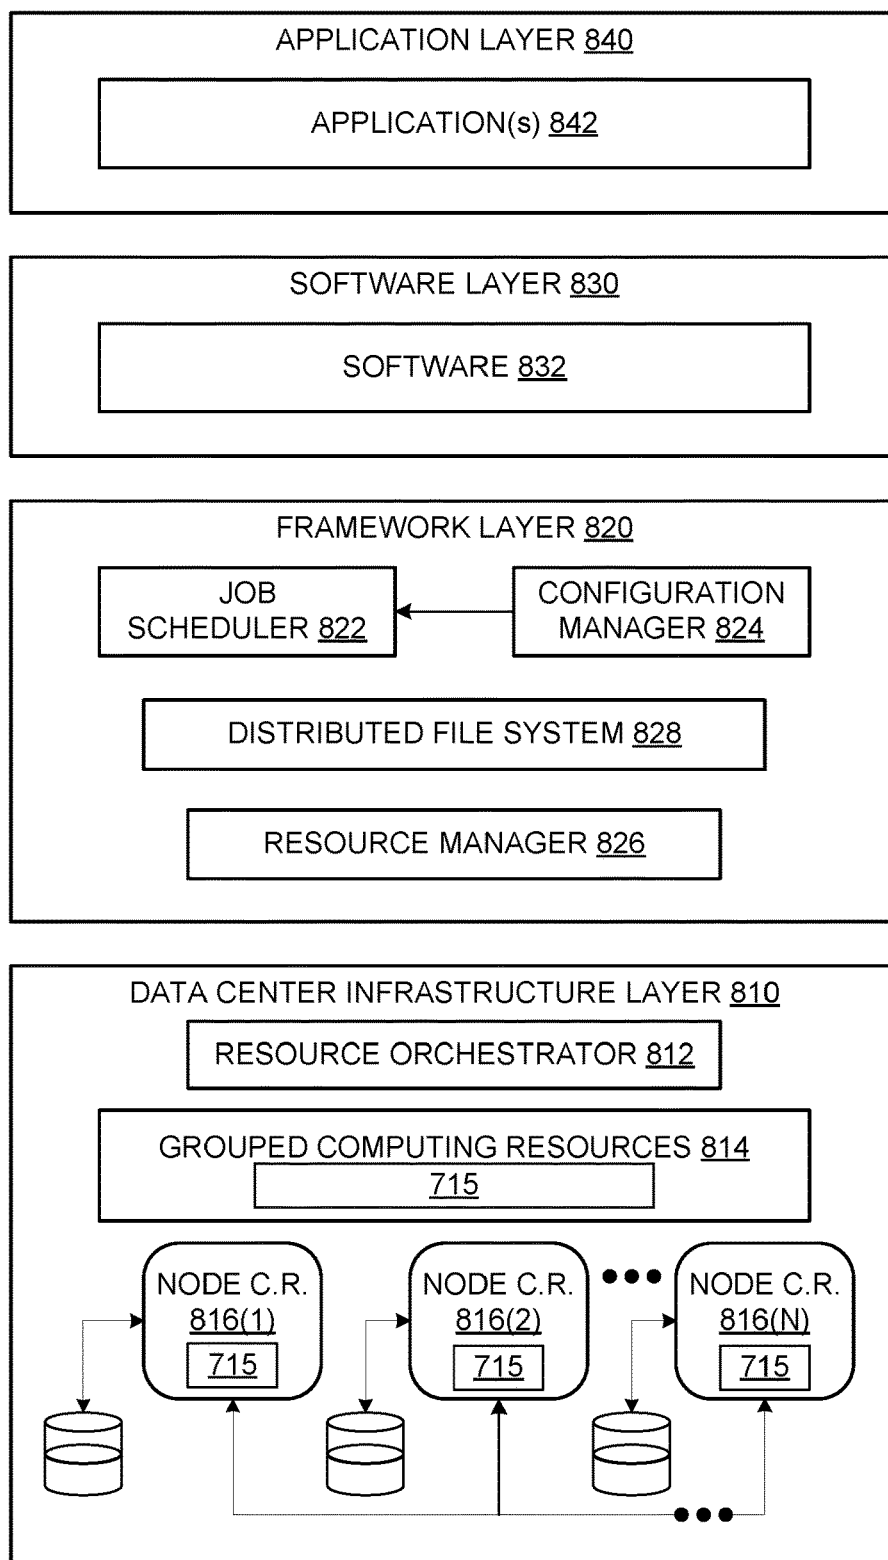 APPLICATION LAYER 840
APPLICATION(s) 842
SOFTWARE LAYER 830
SOFTWARE 832
FRAMEWORK LAYER 820
JOB
SCHEDULER 822
CONFIGURATION
MANAGER 824
DISTRIBUTED FILE SYSTEM 828
RESOURCE MANAGER 826
DATA CENTER INFRASTRUCTURE LAYER 810
RESOURCE ORCHESTRATOR 812
GROUPED COMPUTING RESOURCES 814
715
NODE C.R.
816(1)
715
NODE C.R.
816(2)
715
NODE C.R.
816(N)
715